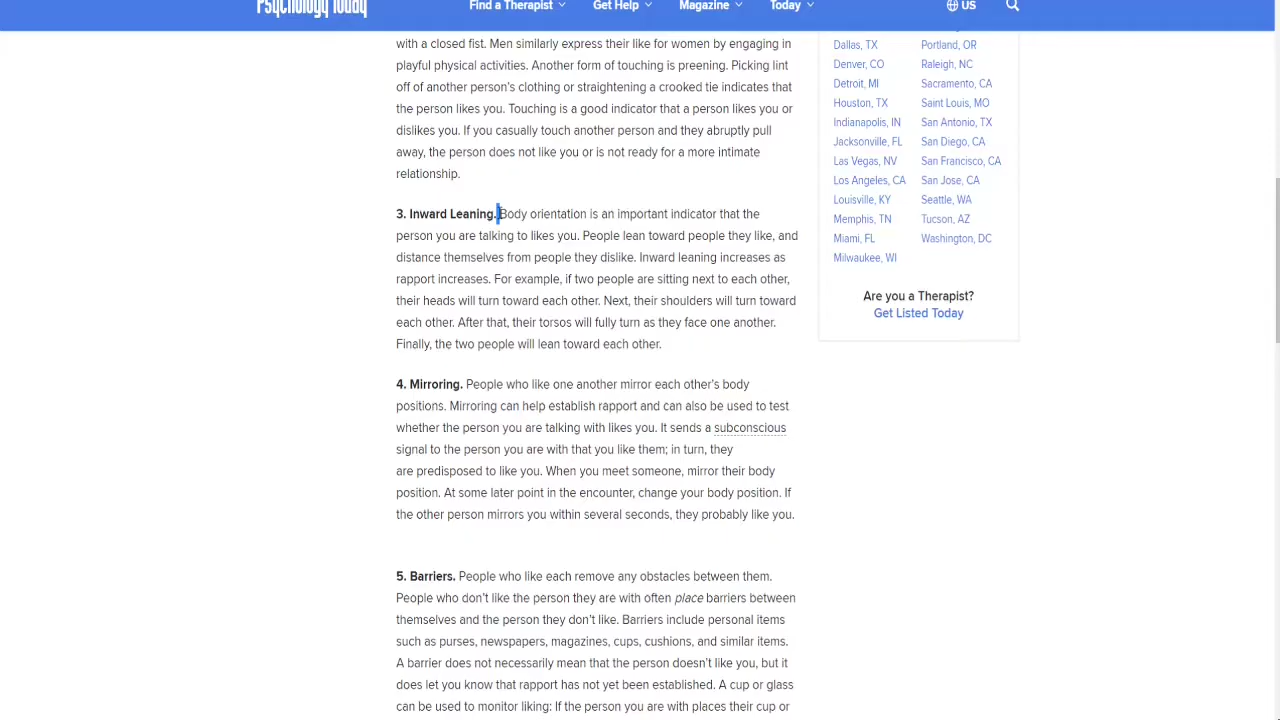 Psychology Today
Find a Therapist
Get Help
Magazine
Today
US
with a closed fist. Men similarly express their like for women by engaging in
playful physical activities. Another form of touching is preening. Picking lint
off of another person's clothing or straightening a crooked tie indicates that
the person likes you. Touching is a good indicator that a person likes you or
dislikes you. If you casually touch another person and they abruptly pull
away, the person does not like you or is not ready for a more intimate
relationship.
3. Inward Leaning. Body orientation is an important indicator that the
person you are talking to likes you. People lean toward people they like, and
distance themselves from people they dislike. Inward leaning increases as
rapport increases. For example, if two people are sitting next to each other,
their heads will turn toward each other. Next, their shoulders will turn toward
each other. After that, their torsos will fully turn as they face one another.
Finally, the two people will lean toward each other.
4. Mirroring. People who like one another mirror each other's body
positions. Mirroring can help establish rapport and can also be used to test
whether the person you are talking with likes you. It sends a subconscious
signal to the person you are with that you like them; in turn, they
are predisposed to like you. When you meet someone, mirror their body
position. At some later point in the encounter, change your body position. If
the other person mirrors you within several seconds, they probably like you.
5. Barriers. People who like each remove any obstacles between them.
People who don't like the person they are with often place barriers between
themselves and the person they don't like. Barriers include personal items
such as purses, newspapers, magazines, cups, cushions, and similar items.
A barrier does not necessarily mean that the person doesn't like you, but it
does let you know that rapport has not yet been established. A cup or glass
can be used to monitor liking: If the person you are with places their cup or
Dallas, TX
Denver, CO
Detroit, MI
Houston, TX
Indianapolis, IN
Jacksonville, FL
Las Vegas, NV
Los Angeles, CA
Louisville, KY
Memphis, TN
Miami, FL
Milwaukee, WI
Portland, OR
Raleigh, NC
Sacramento, CA
Saint Louis, MO
San Antonio, TX
San Diego, CA
San Francisco, CA
San Jose, CA
Seattle, WA
Tucson, AZ
Washington, DC
Are you a Therapist?
Get Listed Today